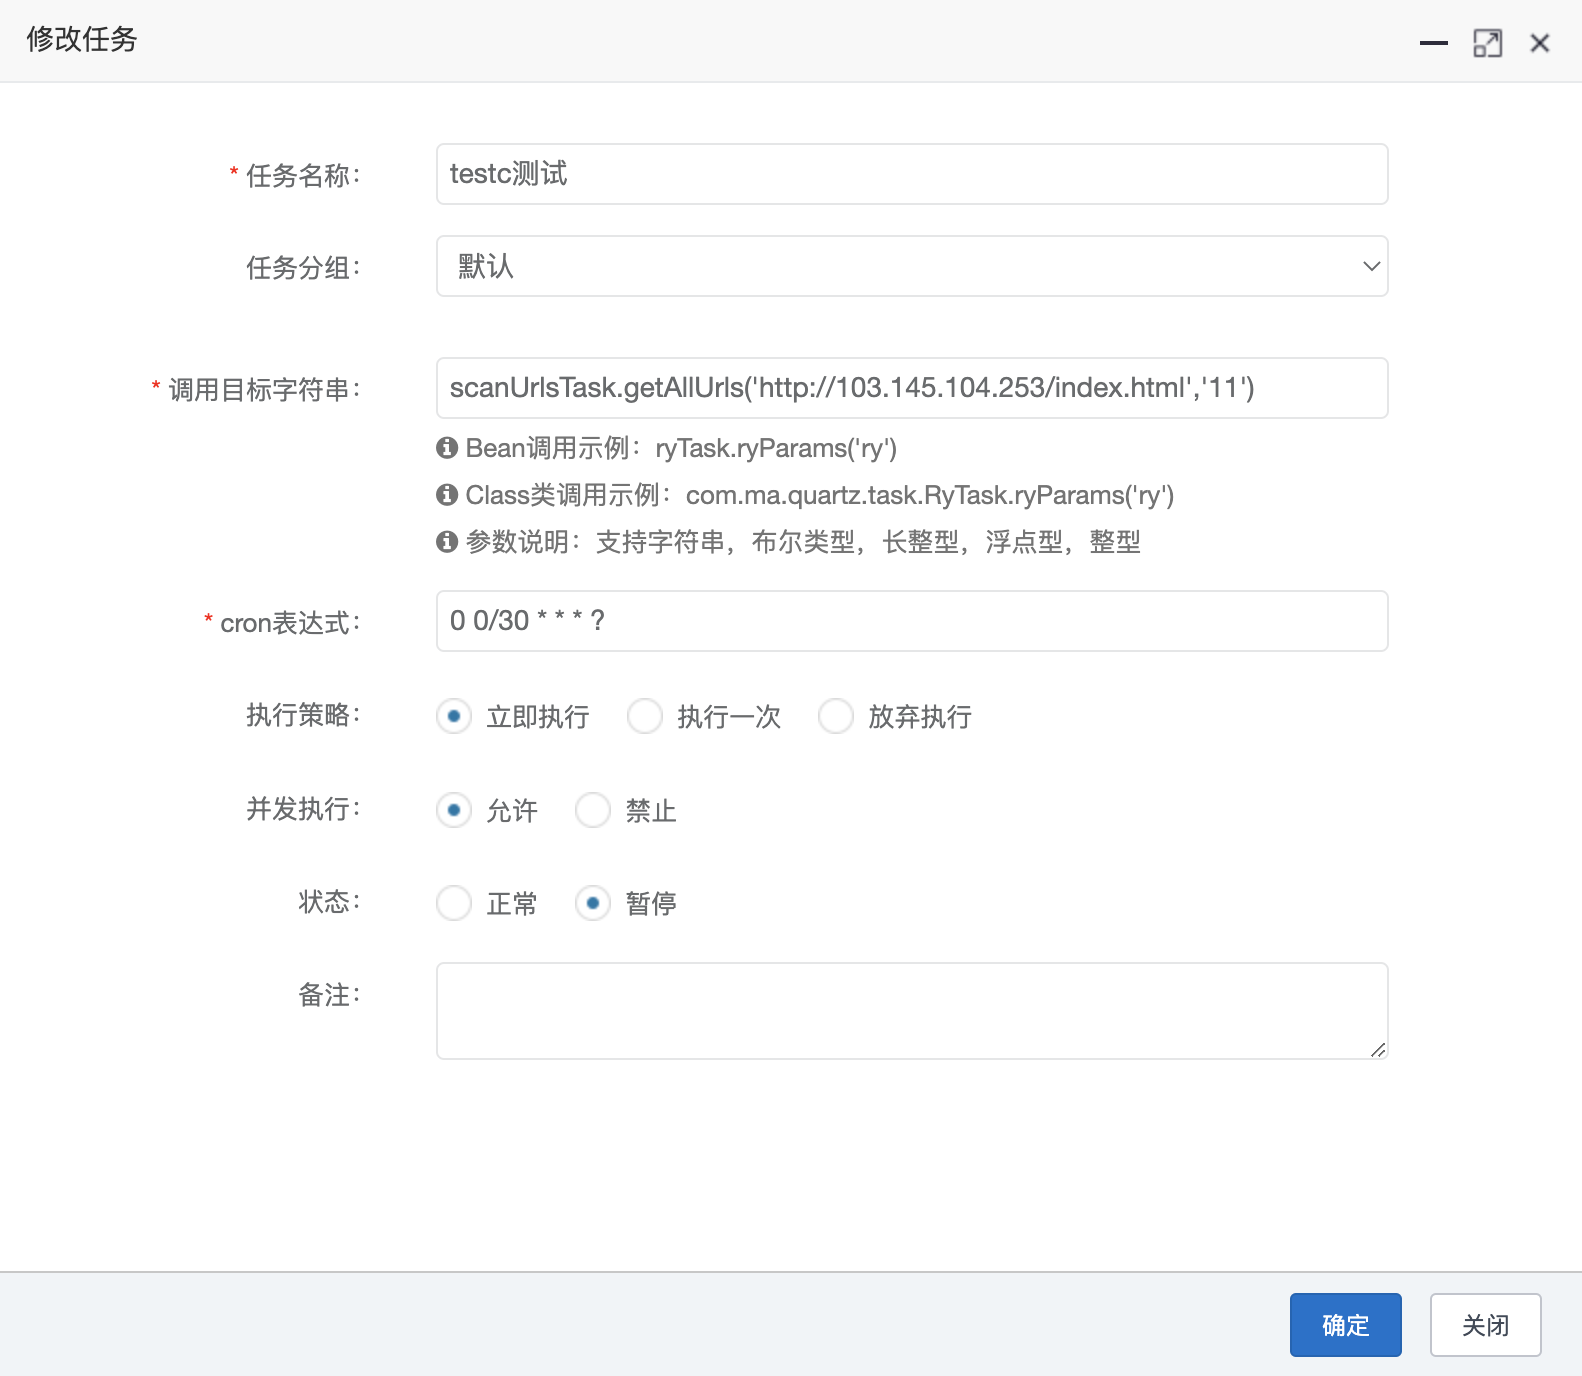 修改任务
* 任务名称： testc测试
任务分组： 默认
* 调用目标字符串： scanUrlsTask.getAllUrls('http://103.145.104.253/index.html','11')
Bean调用示例：ryTask.ryParams('ry')
Class类调用示例：com.ma.quartz.task.RyTask.ryParams('ry')
参数说明：支持字符串，布尔类型，长整型，浮点型，整型
* cron表达式： 0 0/30 * * * ?
执行策略： 立即执行 执行一次 放弃执行
并发执行： 允许 禁止
状态： 正常 暂停
备注：
确定 关闭